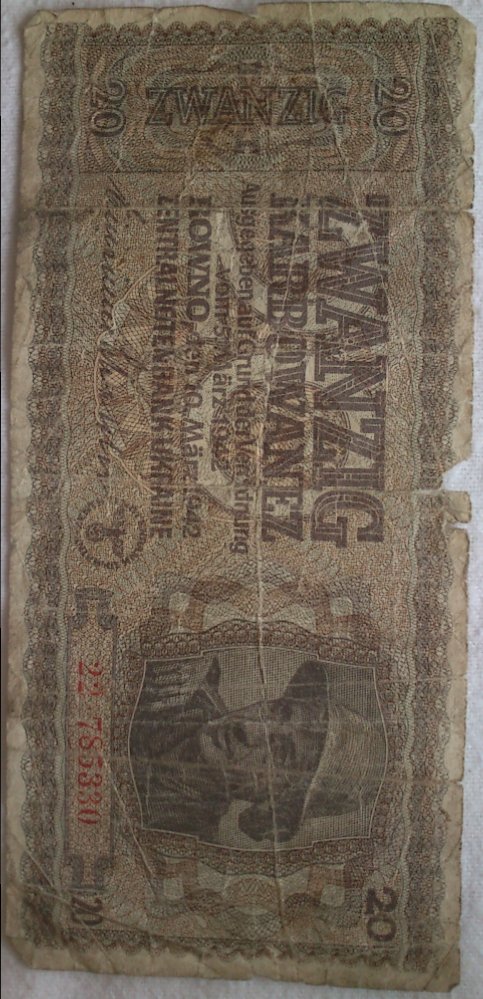 20
ZWANZIG
20
ZWANZIG
KARBOWANEZ
Ausgegeben auf Grund der Verordnung
vom 5. März 1942
ROWNO, den 10. März 1942
ZENTRALNOTENBANK UKRAINE
22·785330
20
20